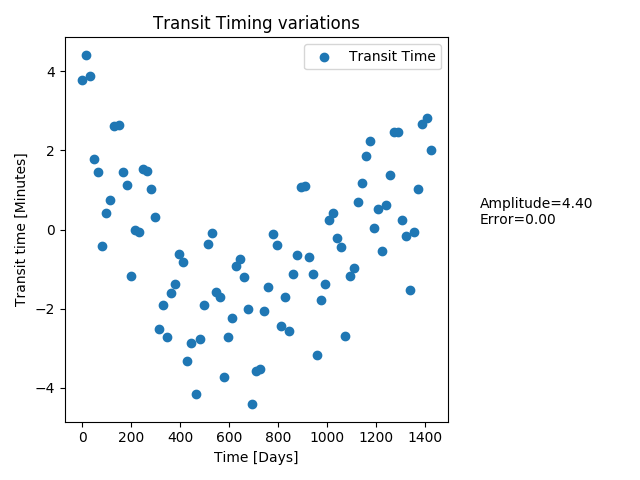 Transit Timing variations
Transit Time
Transit time [Minutes]
4
2
0
−2
−4
0 200 400 600 800 1000 1200 1400
Time [Days]
Amplitude=4.40
Error=0.00